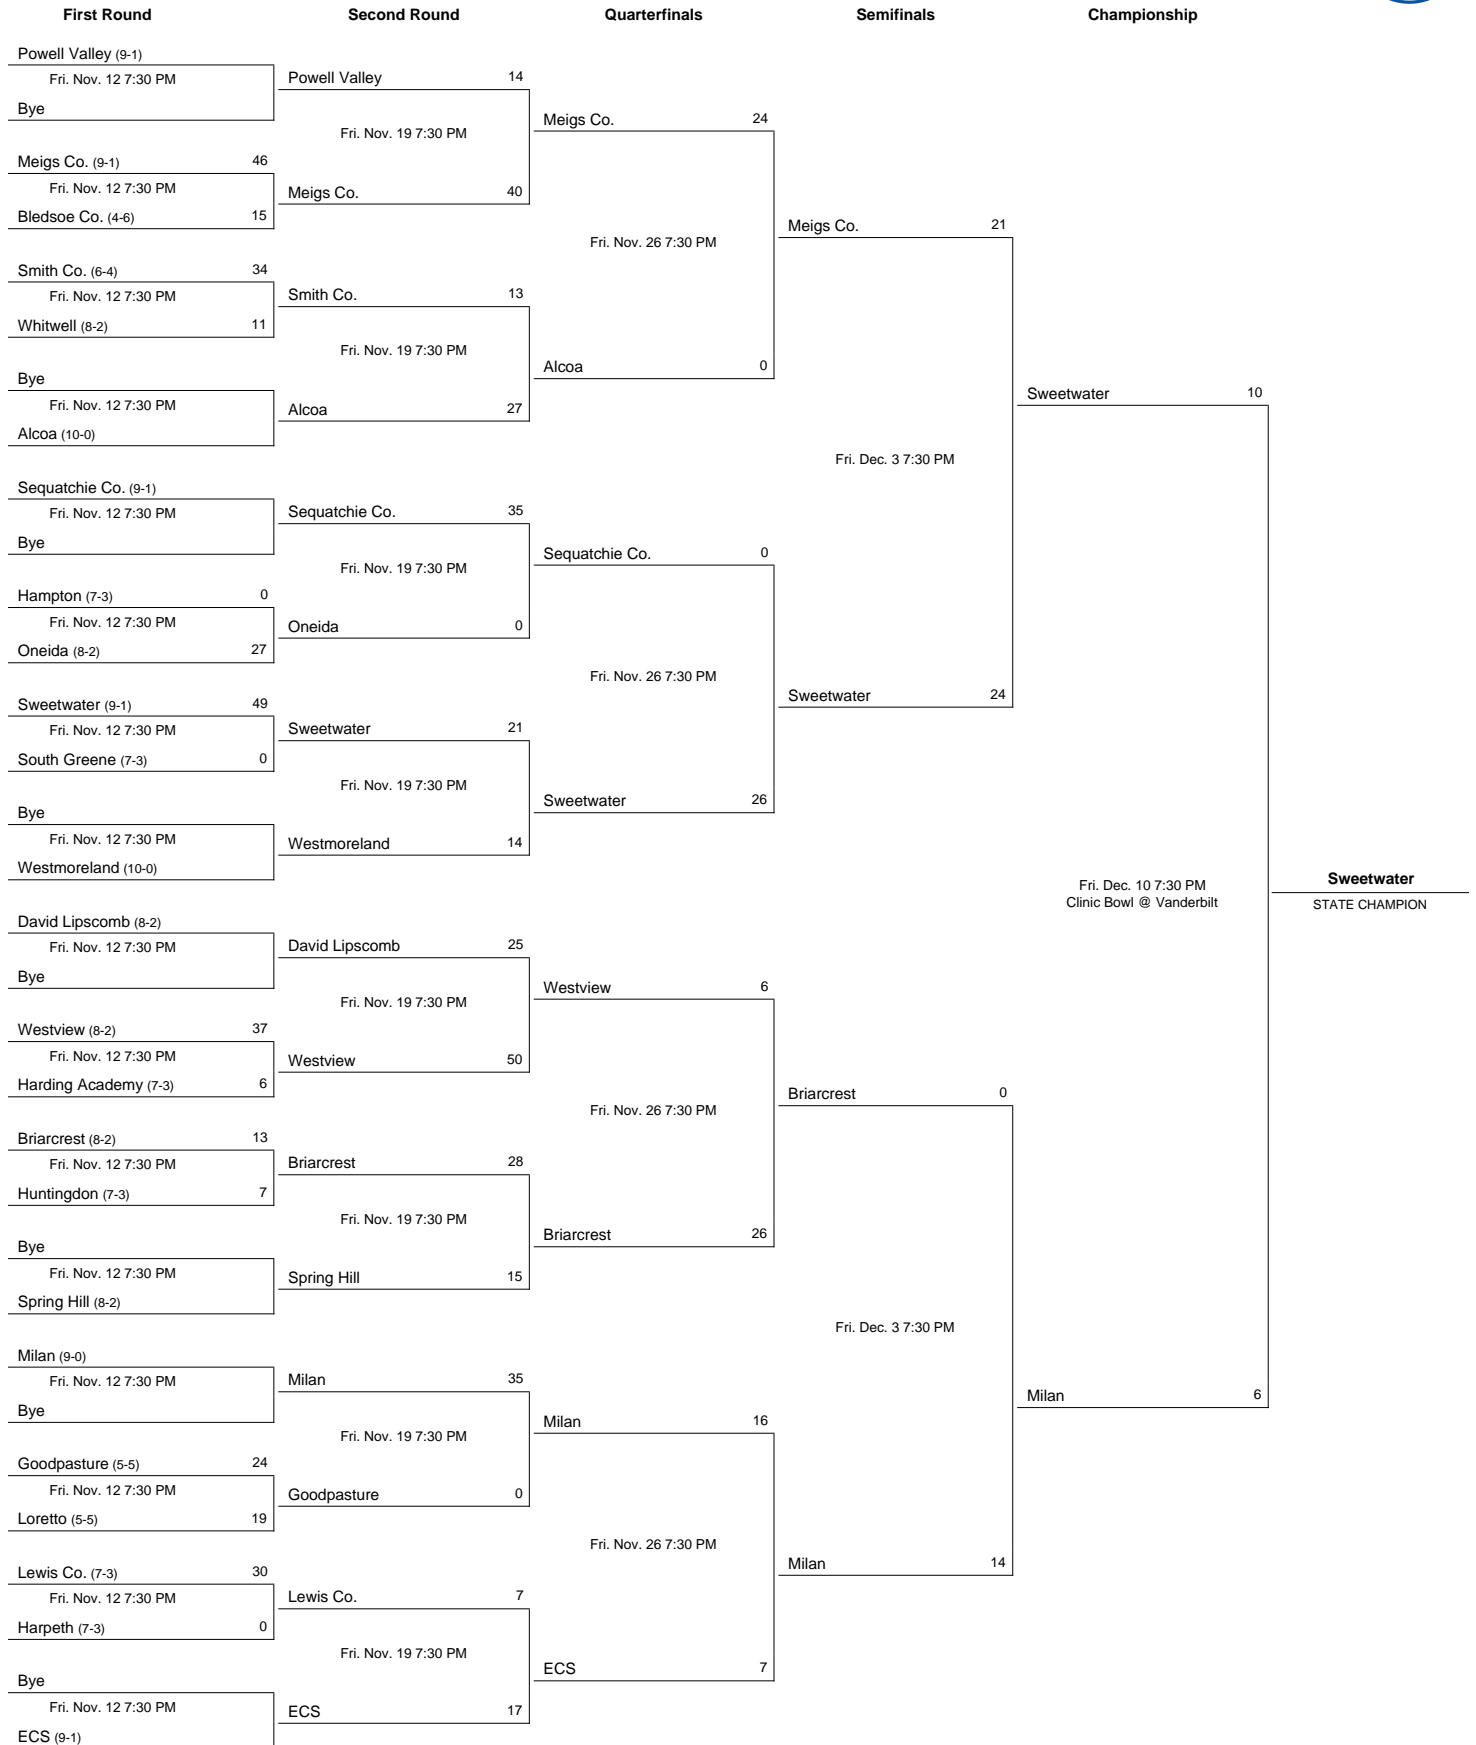 First Round
Second Round
Quarterfinals
Semifinals
Championship
Powell Valley (9-1)
Fri. Nov. 12 7:30 PM
Bye
Meigs Co. (9-1) 46
Fri. Nov. 12 7:30 PM
Bledsoe Co. (4-6) 15
Smith Co. (6-4) 34
Fri. Nov. 12 7:30 PM
Whitwell (8-2) 11
Bye
Fri. Nov. 12 7:30 PM
Alcoa (10-0)
Sequatchie Co. (9-1)
Fri. Nov. 12 7:30 PM
Bye
Hampton (7-3) 0
Fri. Nov. 12 7:30 PM
Oneida (8-2) 27
Sweetwater (9-1) 49
Fri. Nov. 12 7:30 PM
South Greene (7-3) 0
Bye
Fri. Nov. 12 7:30 PM
Westmoreland (10-0)
David Lipscomb (8-2)
Fri. Nov. 12 7:30 PM
Bye
Westview (8-2) 37
Fri. Nov. 12 7:30 PM
Harding Academy (7-3) 6
Briarcrest (8-2) 13
Fri. Nov. 12 7:30 PM
Huntingdon (7-3) 7
Bye
Fri. Nov. 12 7:30 PM
Spring Hill (8-2)
Milan (9-0)
Fri. Nov. 12 7:30 PM
Bye
Goodpasture (5-5) 24
Fri. Nov. 12 7:30 PM
Loretto (5-5) 19
Lewis Co. (7-3) 30
Fri. Nov. 12 7:30 PM
Harpeth (7-3) 0
Bye
Fri. Nov. 12 7:30 PM
ECS (9-1)
Powell Valley 14
Fri. Nov. 19 7:30 PM
Meigs Co. 40
Smith Co. 13
Fri. Nov. 19 7:30 PM
Alcoa 27
Sequatchie Co. 35
Fri. Nov. 19 7:30 PM
Oneida 0
Sweetwater 21
Fri. Nov. 19 7:30 PM
Westmoreland 14
David Lipscomb 25
Fri. Nov. 19 7:30 PM
Westview 50
Briarcrest 28
Fri. Nov. 19 7:30 PM
Spring Hill 15
Milan 35
Fri. Nov. 19 7:30 PM
Goodpasture 0
Lewis Co. 7
Fri. Nov. 19 7:30 PM
ECS 17
Meigs Co. 24
Fri. Nov. 26 7:30 PM
Alcoa 0
Sequatchie Co. 0
Fri. Nov. 26 7:30 PM
Sweetwater 26
Westview 6
Fri. Nov. 26 7:30 PM
Briarcrest 26
Milan 16
Fri. Nov. 26 7:30 PM
ECS 7
Meigs Co. 21
Fri. Dec. 3 7:30 PM
Sweetwater 24
Briarcrest 0
Fri. Dec. 3 7:30 PM
Milan 14
Sweetwater 10
Fri. Dec. 10 7:30 PM
Clinic Bowl @ Vanderbilt
Milan 6
Sweetwater
STATE CHAMPION